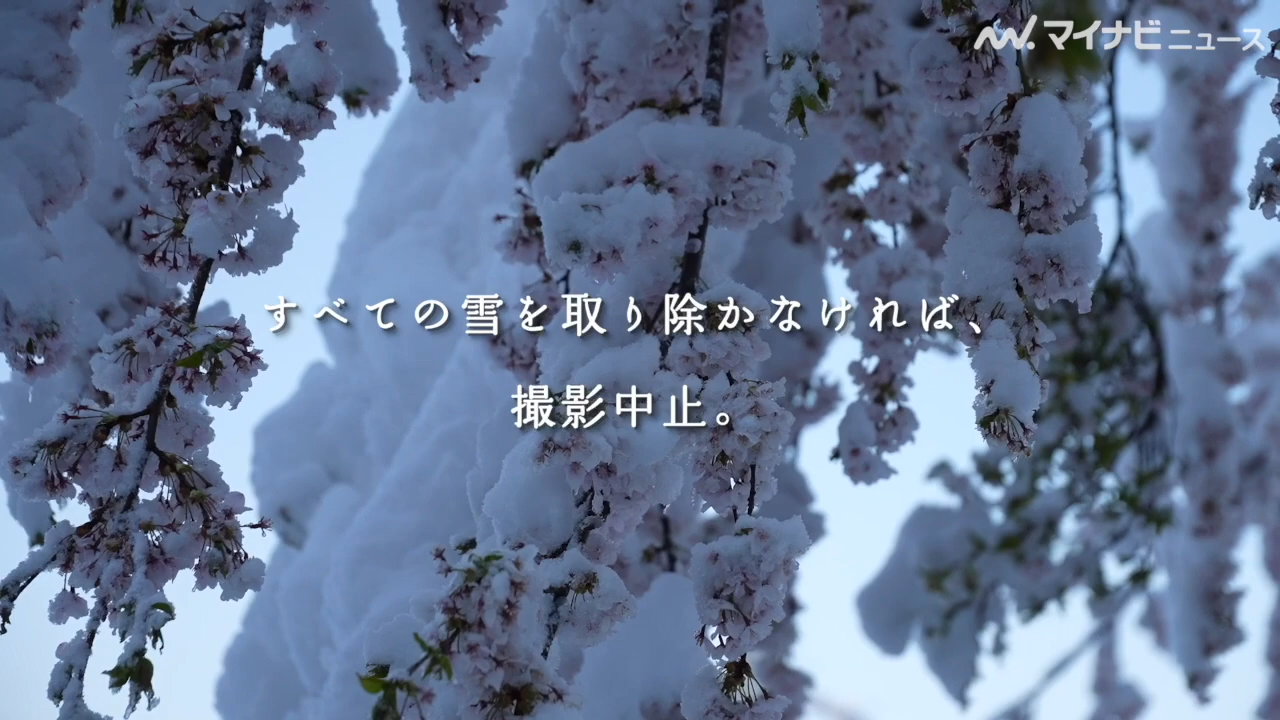 マイナビニュース
すべての雪を取り除かなければ、
撮影中止。